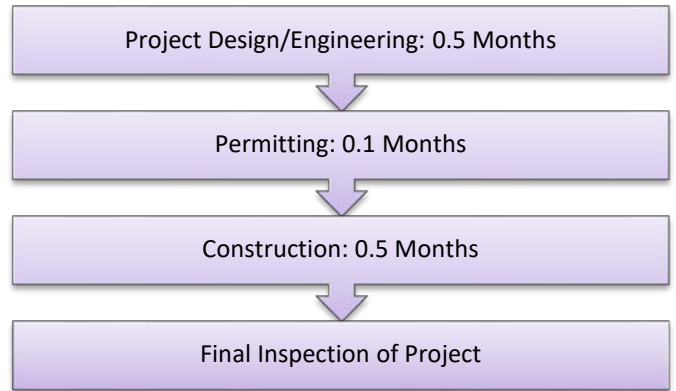 Project Design/Engineering: 0.5 Months
Permitting: 0.1 Months
Construction: 0.5 Months
Final Inspection of Project